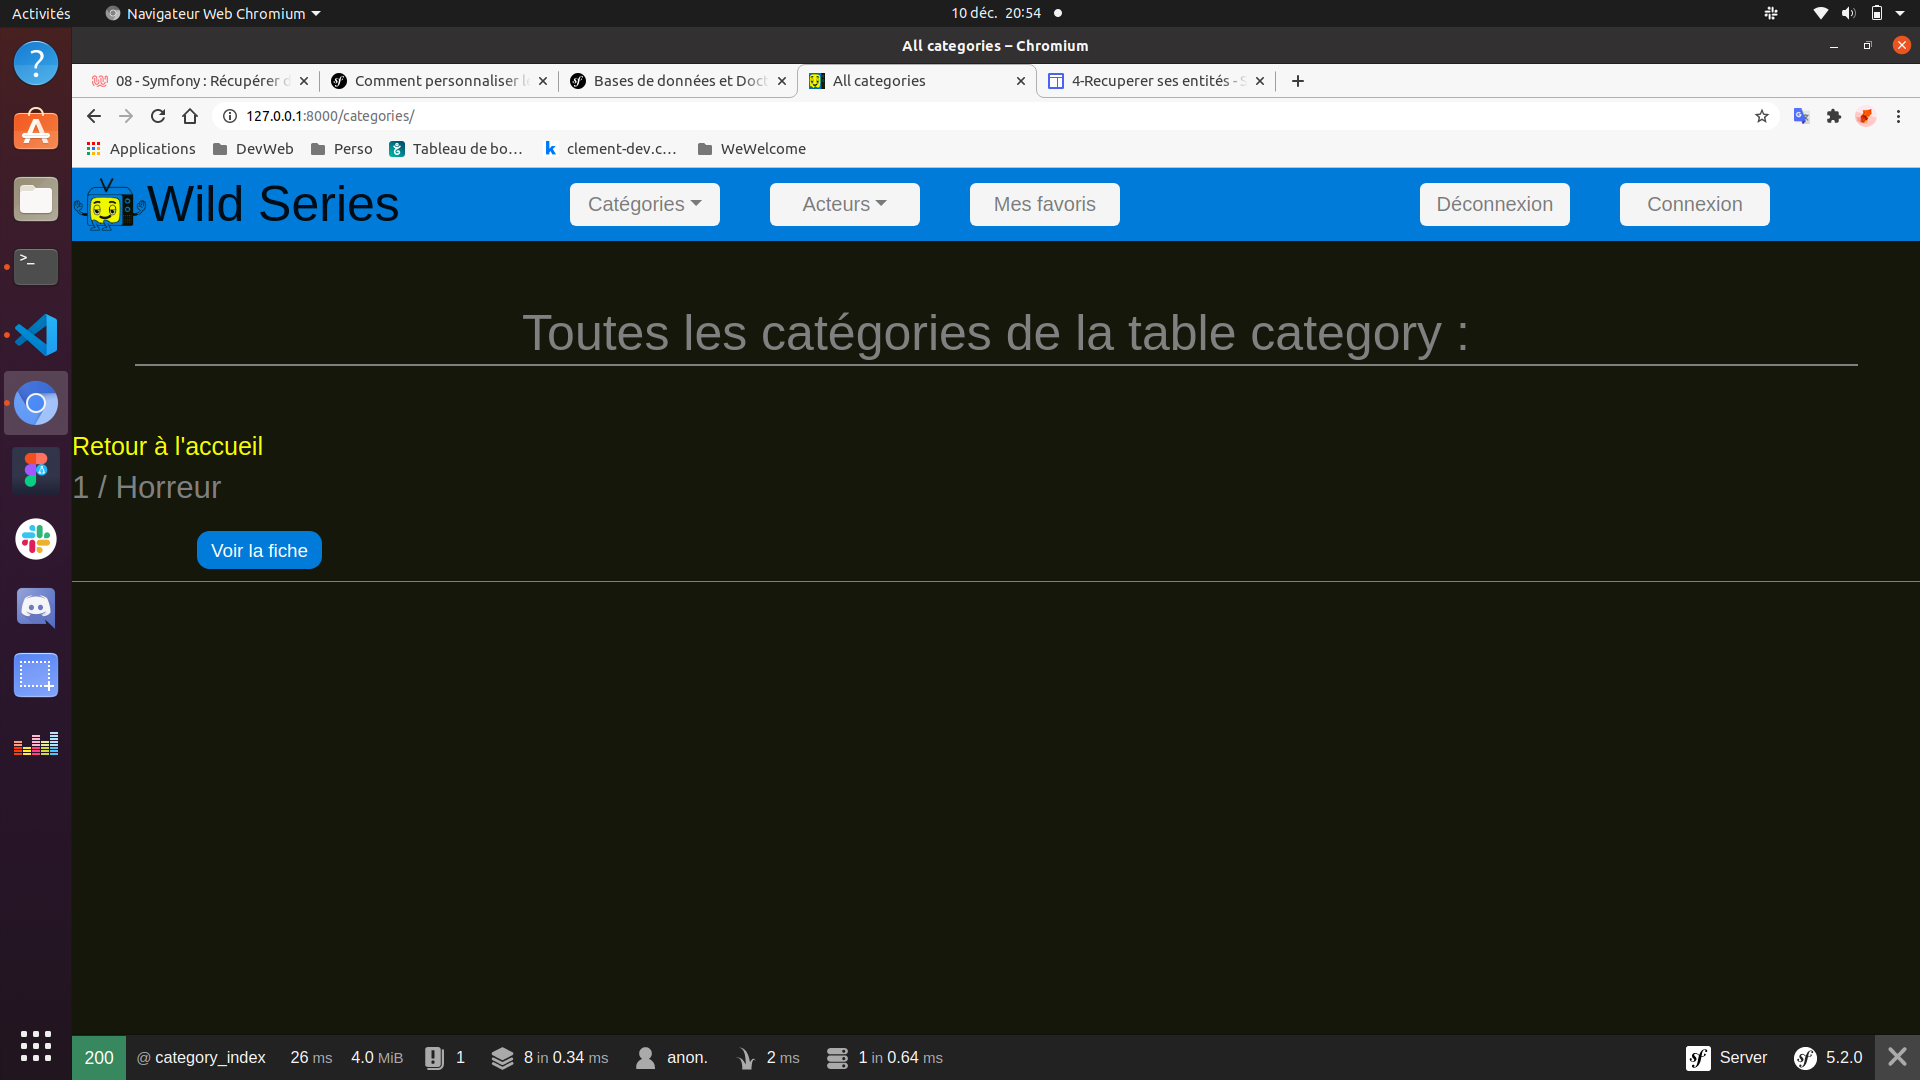 Activités
Navigateur Web Chromium
10 déc. 20:54
All categories – Chromium
08 - Symfony : Récupérer d
Comment personnaliser l
Bases de données et Doct
All categories
4-Recuperer ses entités - S
127.0.0.1:8000/categories/
Applications
DevWeb
Perso
Tableau de bo...
clement-dev.c...
WeWelcome
Wild Series
Catégories
Acteurs
Mes favoris
Déconnexion
Connexion
Toutes les catégories de la table category :
Retour à l'accueil
1 / Horreur
Voir la fiche
200 @ category_index 26 ms 4.0 MiB 1 8 in 0.34 ms anon. 2 ms 1 in 0.64 ms Server 5.2.0